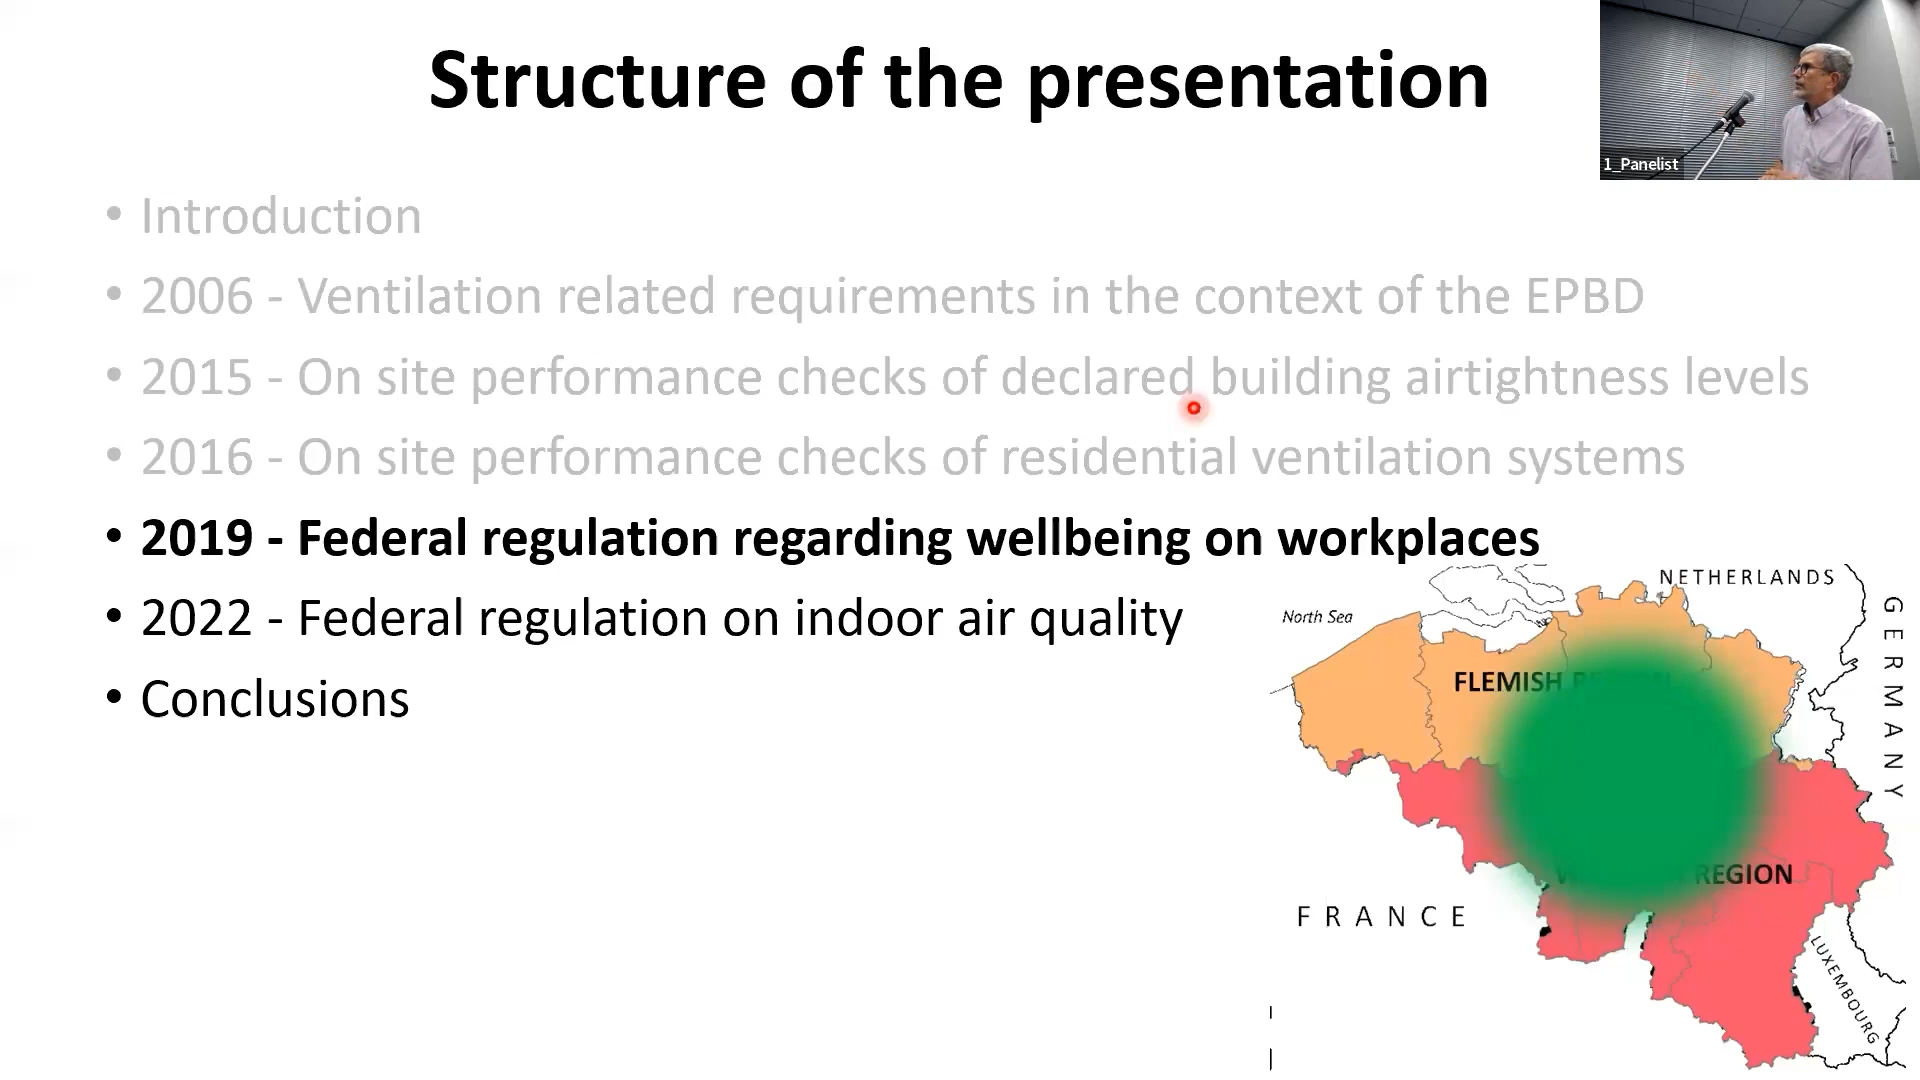 Structure of the presentation
1_Panelist
• Introduction
• 2006 - Ventilation related requirements in the context of the EPBD
• 2015 - On site performance checks of declared building airtightness levels
• 2016 - On site performance checks of residential ventilation systems
• 2019 - Federal regulation regarding wellbeing on workplaces
• 2022 - Federal regulation on indoor air quality
• Conclusions
NETHERLANDS
North Sea
GERMANY
FLEMISH
REGION
FRANCE
LUXEMBOURG